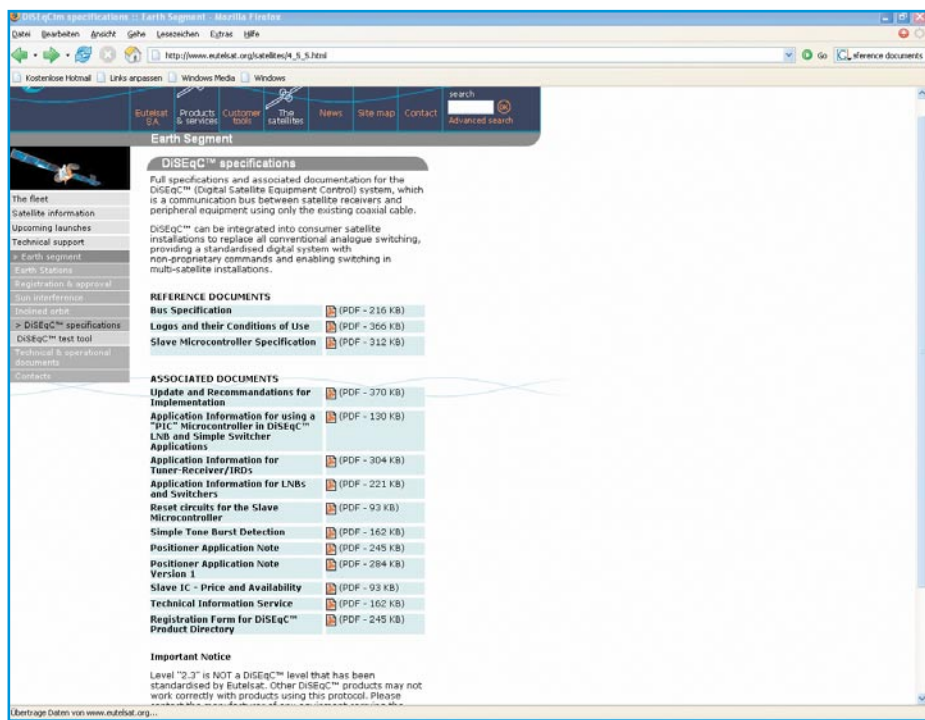 DiSEqCtm specifications :: Earth Segment - Mozilla Firefox
Datei Bearbeiten Ansicht Gehe Lesezeichen Extras Hilfe
http://www.eutelsat.org/satellites/4_5_5.html
Go
eference documents
Kostenlose Hotmail Links anpassen Windows Media Windows
search
Eutelsat S.A. Products & services Customer tools The satellites News Site map Contact
OK
Advanced search
Earth Segment
DiSEqC™ specifications
Full specifications and associated documentation for the
DiSEqC™ (Digital Satellite Equipment Control) system, which
is a communication bus between satellite receivers and
peripheral equipment using only the existing coaxial cable.
DiSEqC™ can be integrated into consumer satellite
installations to replace all conventional analogue switching,
providing a standardised digital system with
non-proprietary commands and enabling switching in
multi-satellite installations.
The fleet
Satellite information
Upcoming launches
Technical support
> Earth segment
Earth Stations
Registration & approval
Sun interference
Inclined orbit
> DiSEqC™ specifications
DiSEqC™ test tool
Technical & operational
documents
Contacts
REFERENCE DOCUMENTS
Bus Specification (PDF - 216 KB)
Logos and their Conditions of Use (PDF - 366 KB)
Slave Microcontroller Specification (PDF - 312 KB)
ASSOCIATED DOCUMENTS
Update and Recommandations for (PDF - 370 KB)
Implementation
Application Information for using a (PDF - 130 KB)
"PIC" Microcontroller in DiSEqC™
LNB and Simple Switcher
Applications
Application Information for (PDF - 304 KB)
Tuner-Receiver/IRDs
Application Information for LNBs (PDF - 221 KB)
and Switchers
Reset circuits for the Slave (PDF - 93 KB)
Microcontroller
Simple Tone Burst Detection (PDF - 162 KB)
Positioner Application Note (PDF - 245 KB)
Positioner Application Note (PDF - 284 KB)
Version 1
Slave IC - Price and Availability (PDF - 93 KB)
Technical Information Service (PDF - 162 KB)
Registration Form for DiSEqC™ (PDF - 245 KB)
Product Directory
Important Notice
Level "2.3" is NOT a DiSEqC™ level that has been
standardised by Eutelsat. Other DiSEqC™ products may not
work correctly with products using this protocol. Please
Übertrage Daten von www.eutelsat.org...